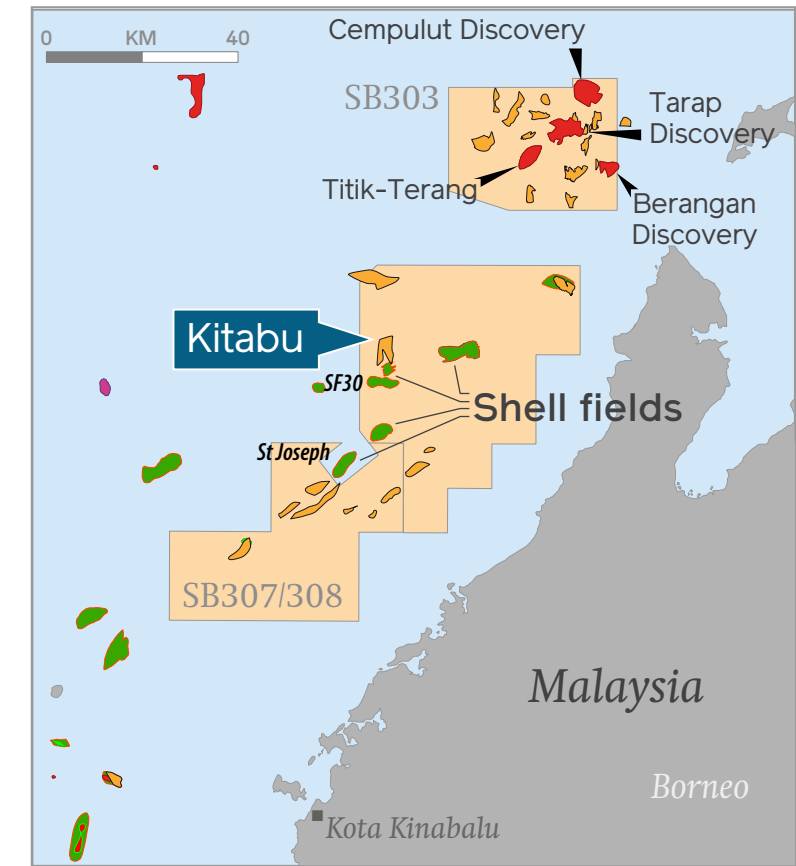 Cempulut Discovery
0 KM 40
SB303
Tarap
Discovery
Titik-Terang
Berangan
Discovery
Kitabu
SF30
Shell fields
St Joseph
SB307/308
Malaysia
Borneo
Kota Kinabalu